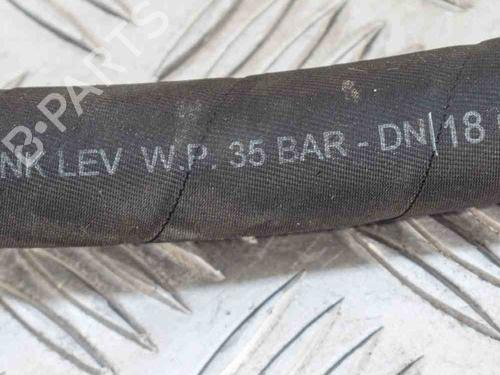 B-PARTS
NK LEV W.P. 35 BAR - DN/18